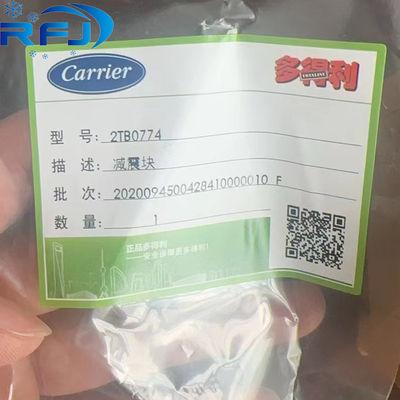 RFJ
Carrier
多得利
TOTALINE
型 号: 2TB0774
描 述: 减震块
批 次: 2020094500428410000010 F
数 量: 1
正品多得利
安全保障更多得利!